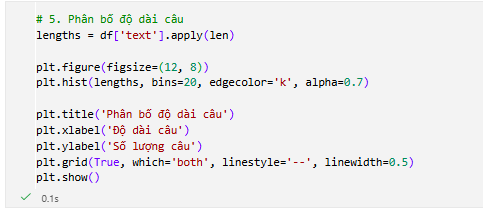 # 5. Phân bố độ dài câu
lengths = df['text'].apply(len)
plt.figure(figsize=(12, 8))
plt.hist(lengths, bins=20, edgecolor='k', alpha=0.7)
plt.title('Phân bố độ dài câu')
plt.xlabel('Độ dài câu')
plt.ylabel('Số lượng câu')
plt.grid(True, which='both', linestyle='--', linewidth=0.5)
plt.show()
0.1s